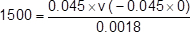 1500 = 0.045 × v (−0.045 × 0) / 0.0018